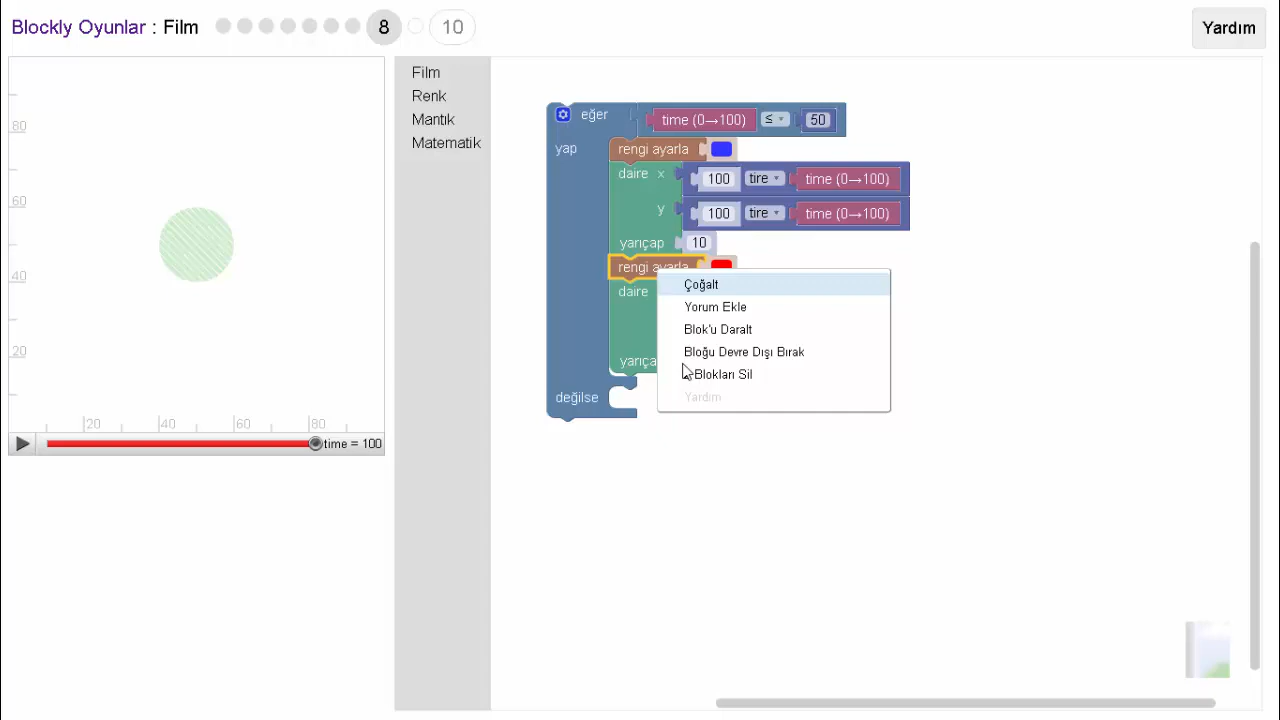 Blockly Oyunlar : Film 8 10 Yardım
80
60
40
20
20 40 60 80
time = 100
Film
Renk
Mantık
Matematik
eğer time (0→100) ≤ 50
yap rengi ayarla
daire x 100 tire time (0→100)
y 100 tire time (0→100)
yarıçap 10
rengi ayarla
daire
yarıça
değilse
Çoğalt
Yorum Ekle
Blok'u Daralt
Bloğu Devre Dışı Bırak
Blokları Sil
Yardım